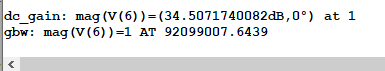 dc_gain: mag(V(6))=(34.5071740082dB,0°) at 1
gbw: mag(V(6))=1 AT 92099007.6439